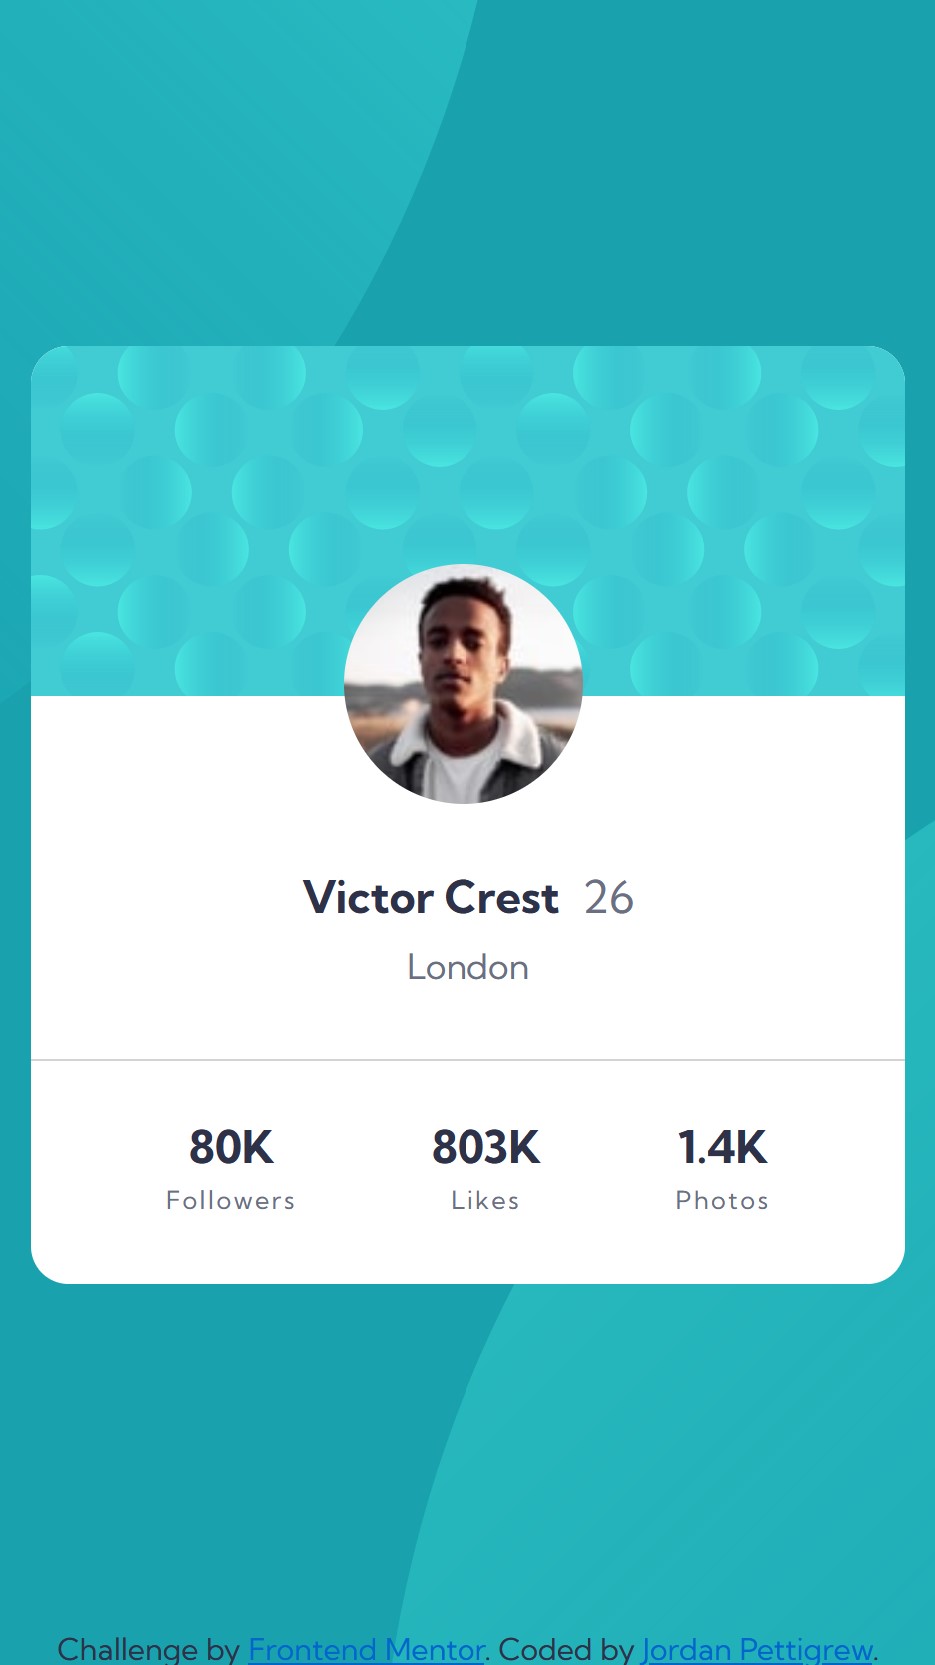 Victor Crest 26
London
80K 803K 1.4K
Followers Likes Photos
Challenge by Frontend Mentor. Coded by Jordan Pettigrew.